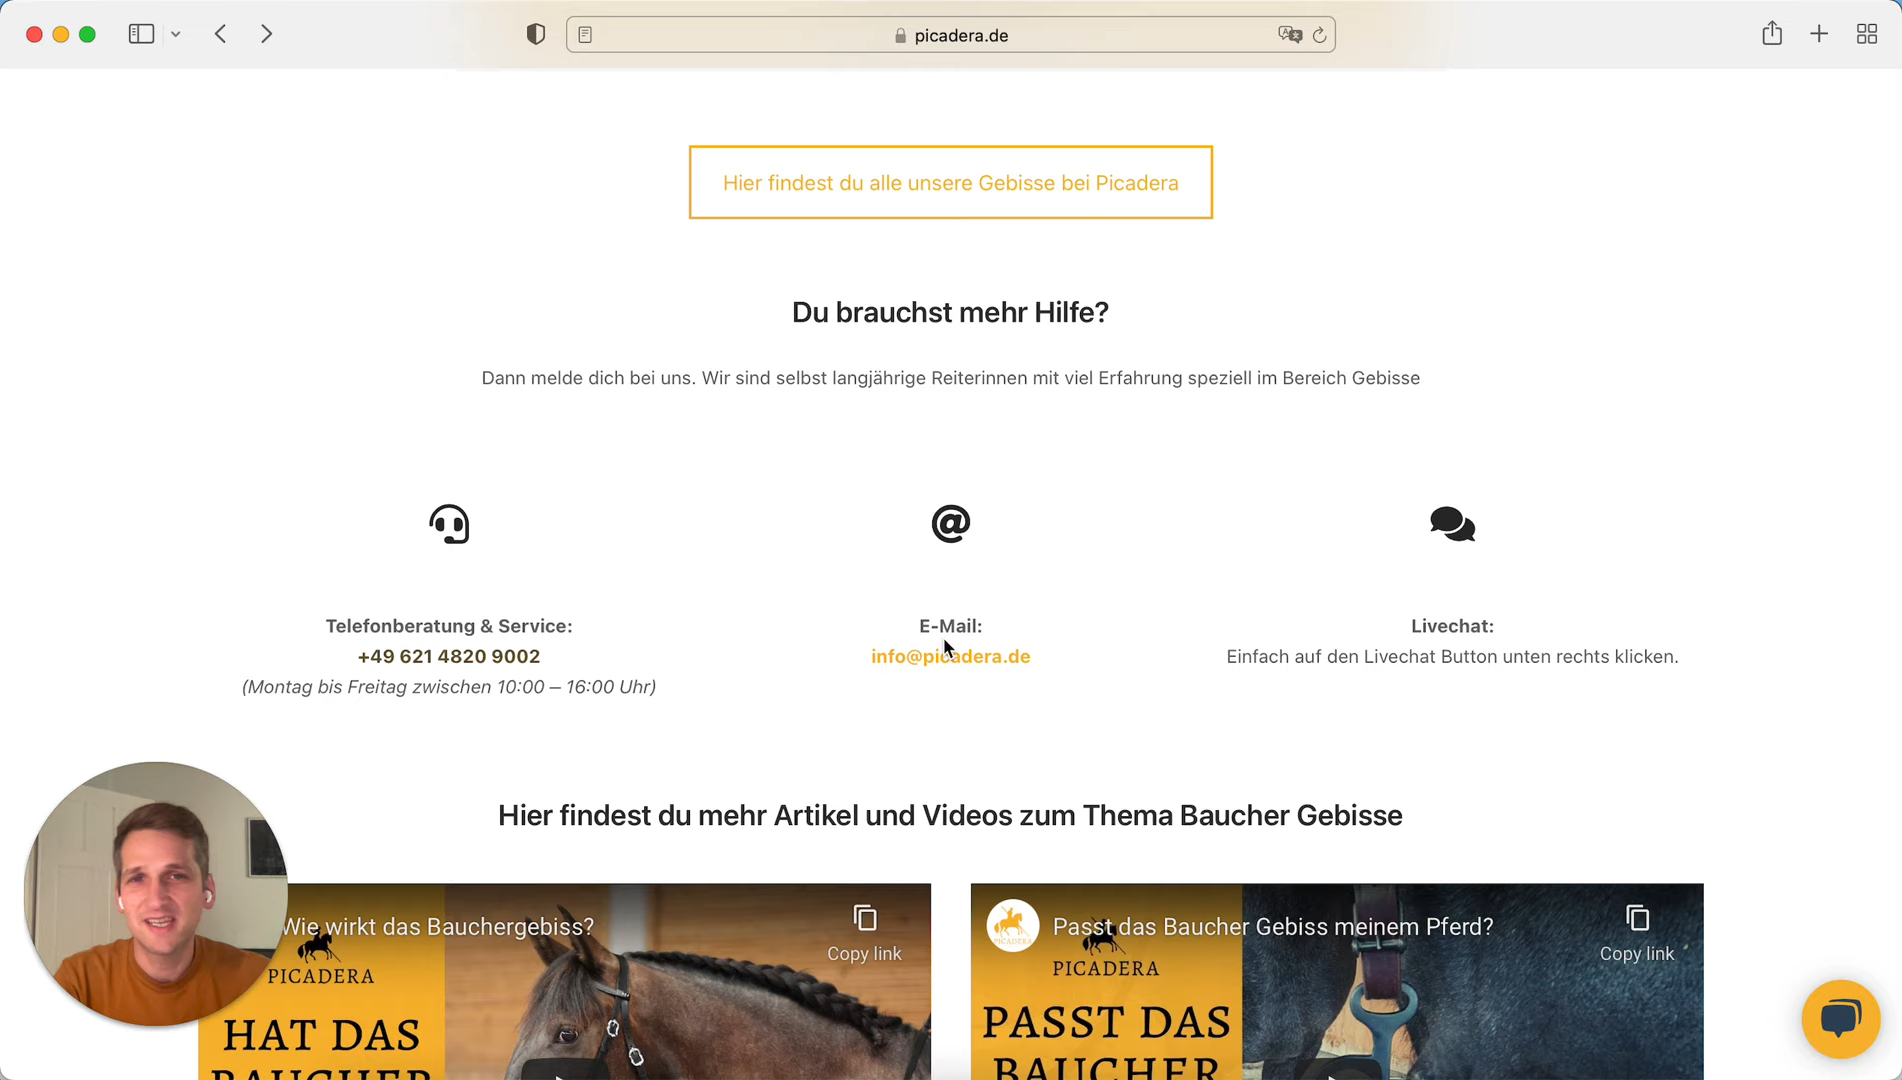 picadera.de
Hier findest du alle unsere Gebisse bei Picadera
Du brauchst mehr Hilfe?
Dann melde dich bei uns. Wir sind selbst langjährige Reiterinnen mit viel Erfahrung speziell im Bereich Gebisse
Telefonberatung & Service:
+49 621 4820 9002
(Montag bis Freitag zwischen 10:00 – 16:00 Uhr)
E-Mail:
info@picadera.de
Livechat:
Einfach auf den Livechat Button unten rechts klicken.
Hier findest du mehr Artikel und Videos zum Thema Baucher Gebisse
Wie wirkt das Bauchergebiss?
Copy link
PICADERA
HAT DAS
BAUCHER
PICADERA
Passt das Baucher Gebiss meinem Pferd?
Copy link
PICADERA
PASST DAS
BAUCHER